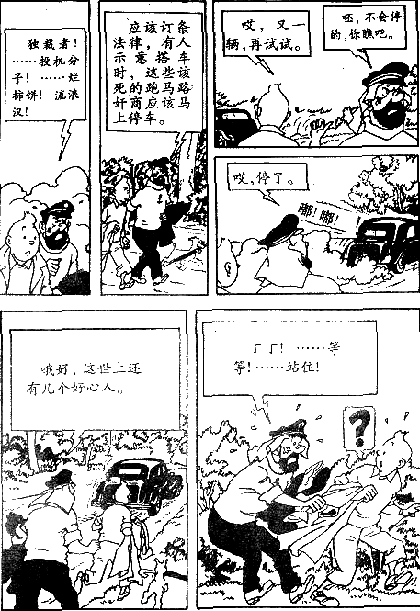 独裁者!
……投机分
子! ……烂
柿饼! 流浪
汉!
应该订条
法律,有人
示意搭车
时,这些该
死的跑马路
奸商应该马
上停车。
哎,又一
辆,再试试。
呸,不会停
的,你瞧吧。
哎,停了。
嘟!嘟!
哦好,这世上还
有几个好心人。
!……等
等!……站住!
?